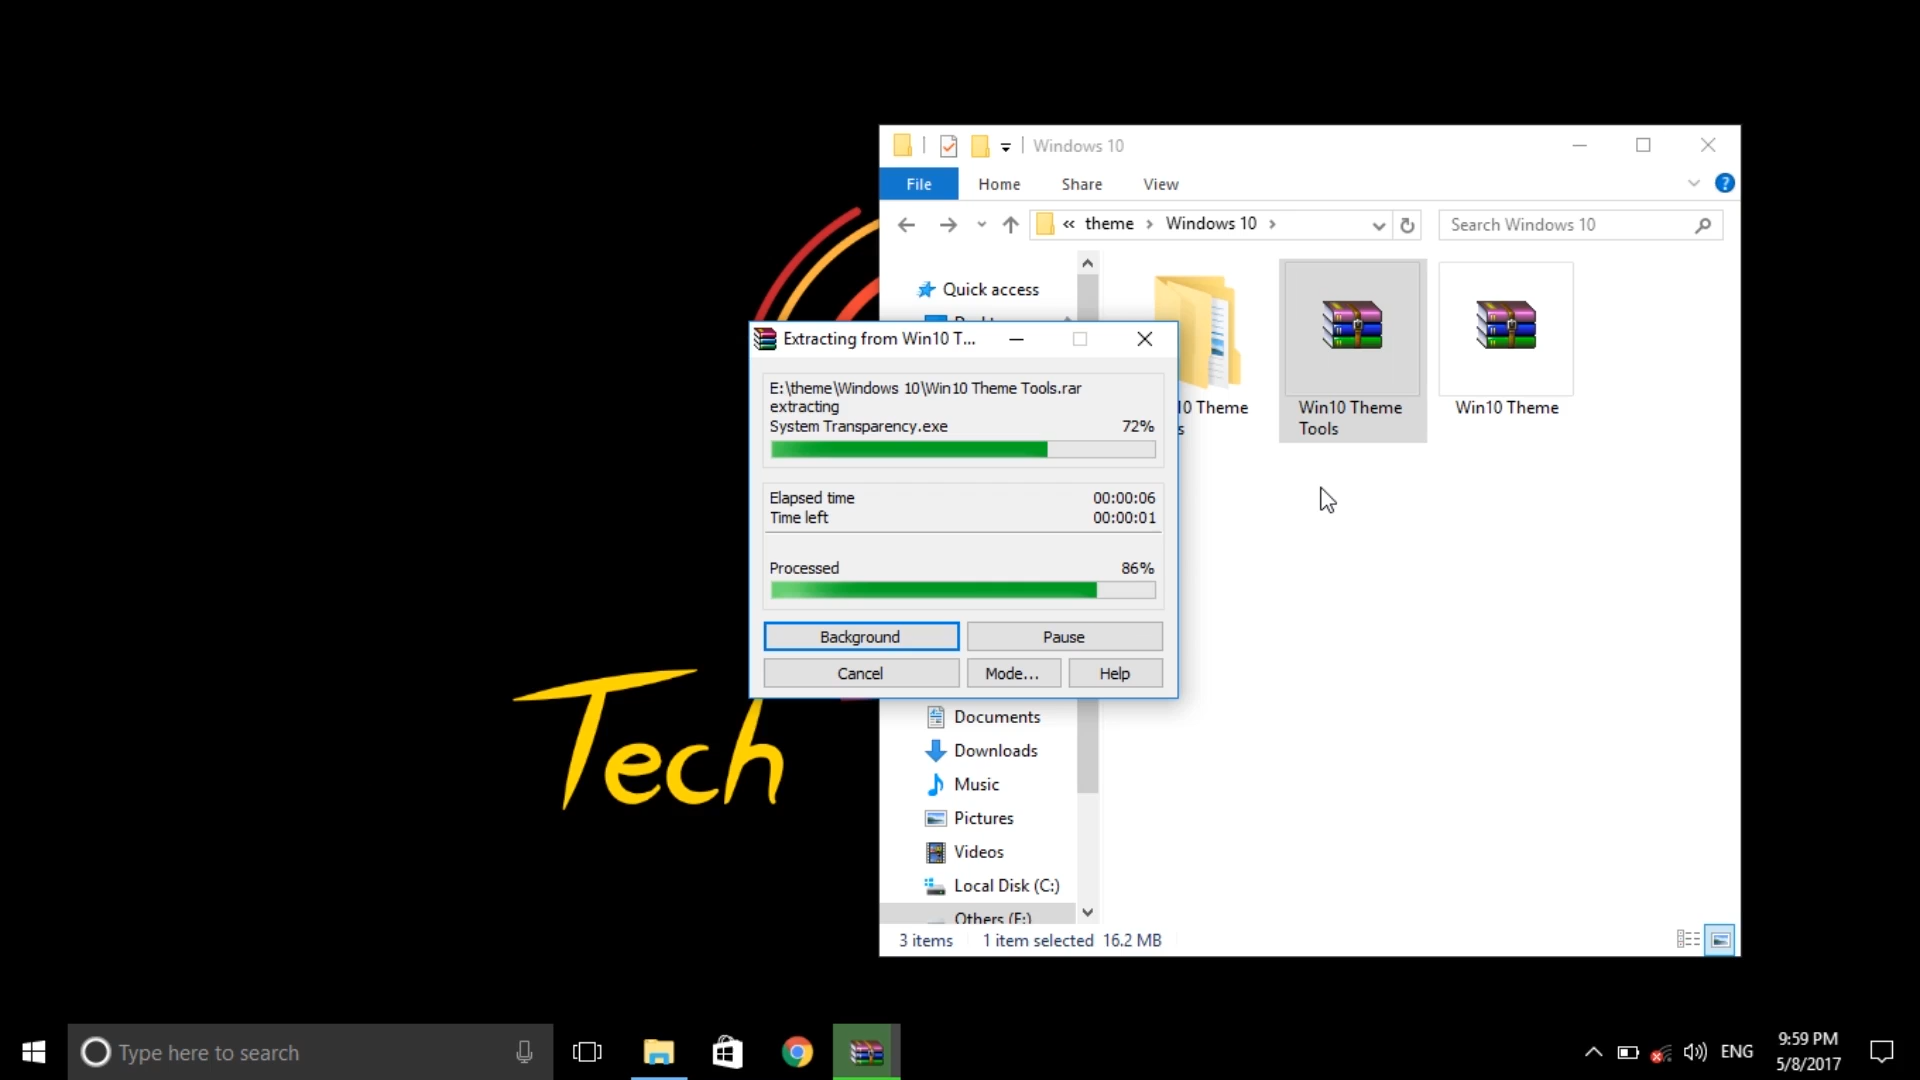 Windows 10
File Home Share View
« theme › Windows 10 ›
Search Windows 10
Quick access
Extracting from Win10 T...
E:\theme\Windows 10\Win10 Theme Tools.rar
extracting
System Transparency.exe 72%
Elapsed time 00:00:06
Time left 00:00:01
Processed 86%
Background Pause
Cancel Mode... Help
10 Theme
s
Win10 Theme
Tools
Win10 Theme
Documents
Downloads
Music
Pictures
Videos
Local Disk (C:)
Others (E:)
3 items 1 item selected 16.2 MB
Tech
Type here to search
ENG
9:59 PM
5/8/2017